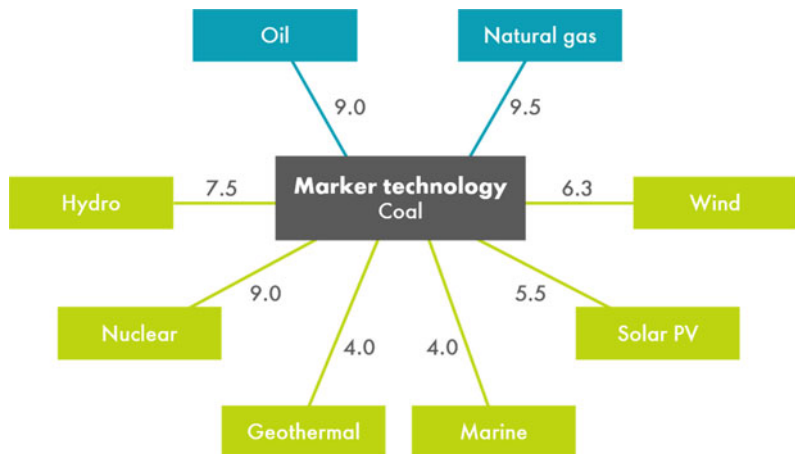 Oil
Natural gas
9.0
9.5
Marker technology
Coal
Hydro
7.5
6.3
Wind
9.0
5.5
Nuclear
Solar PV
4.0
4.0
Geothermal
Marine